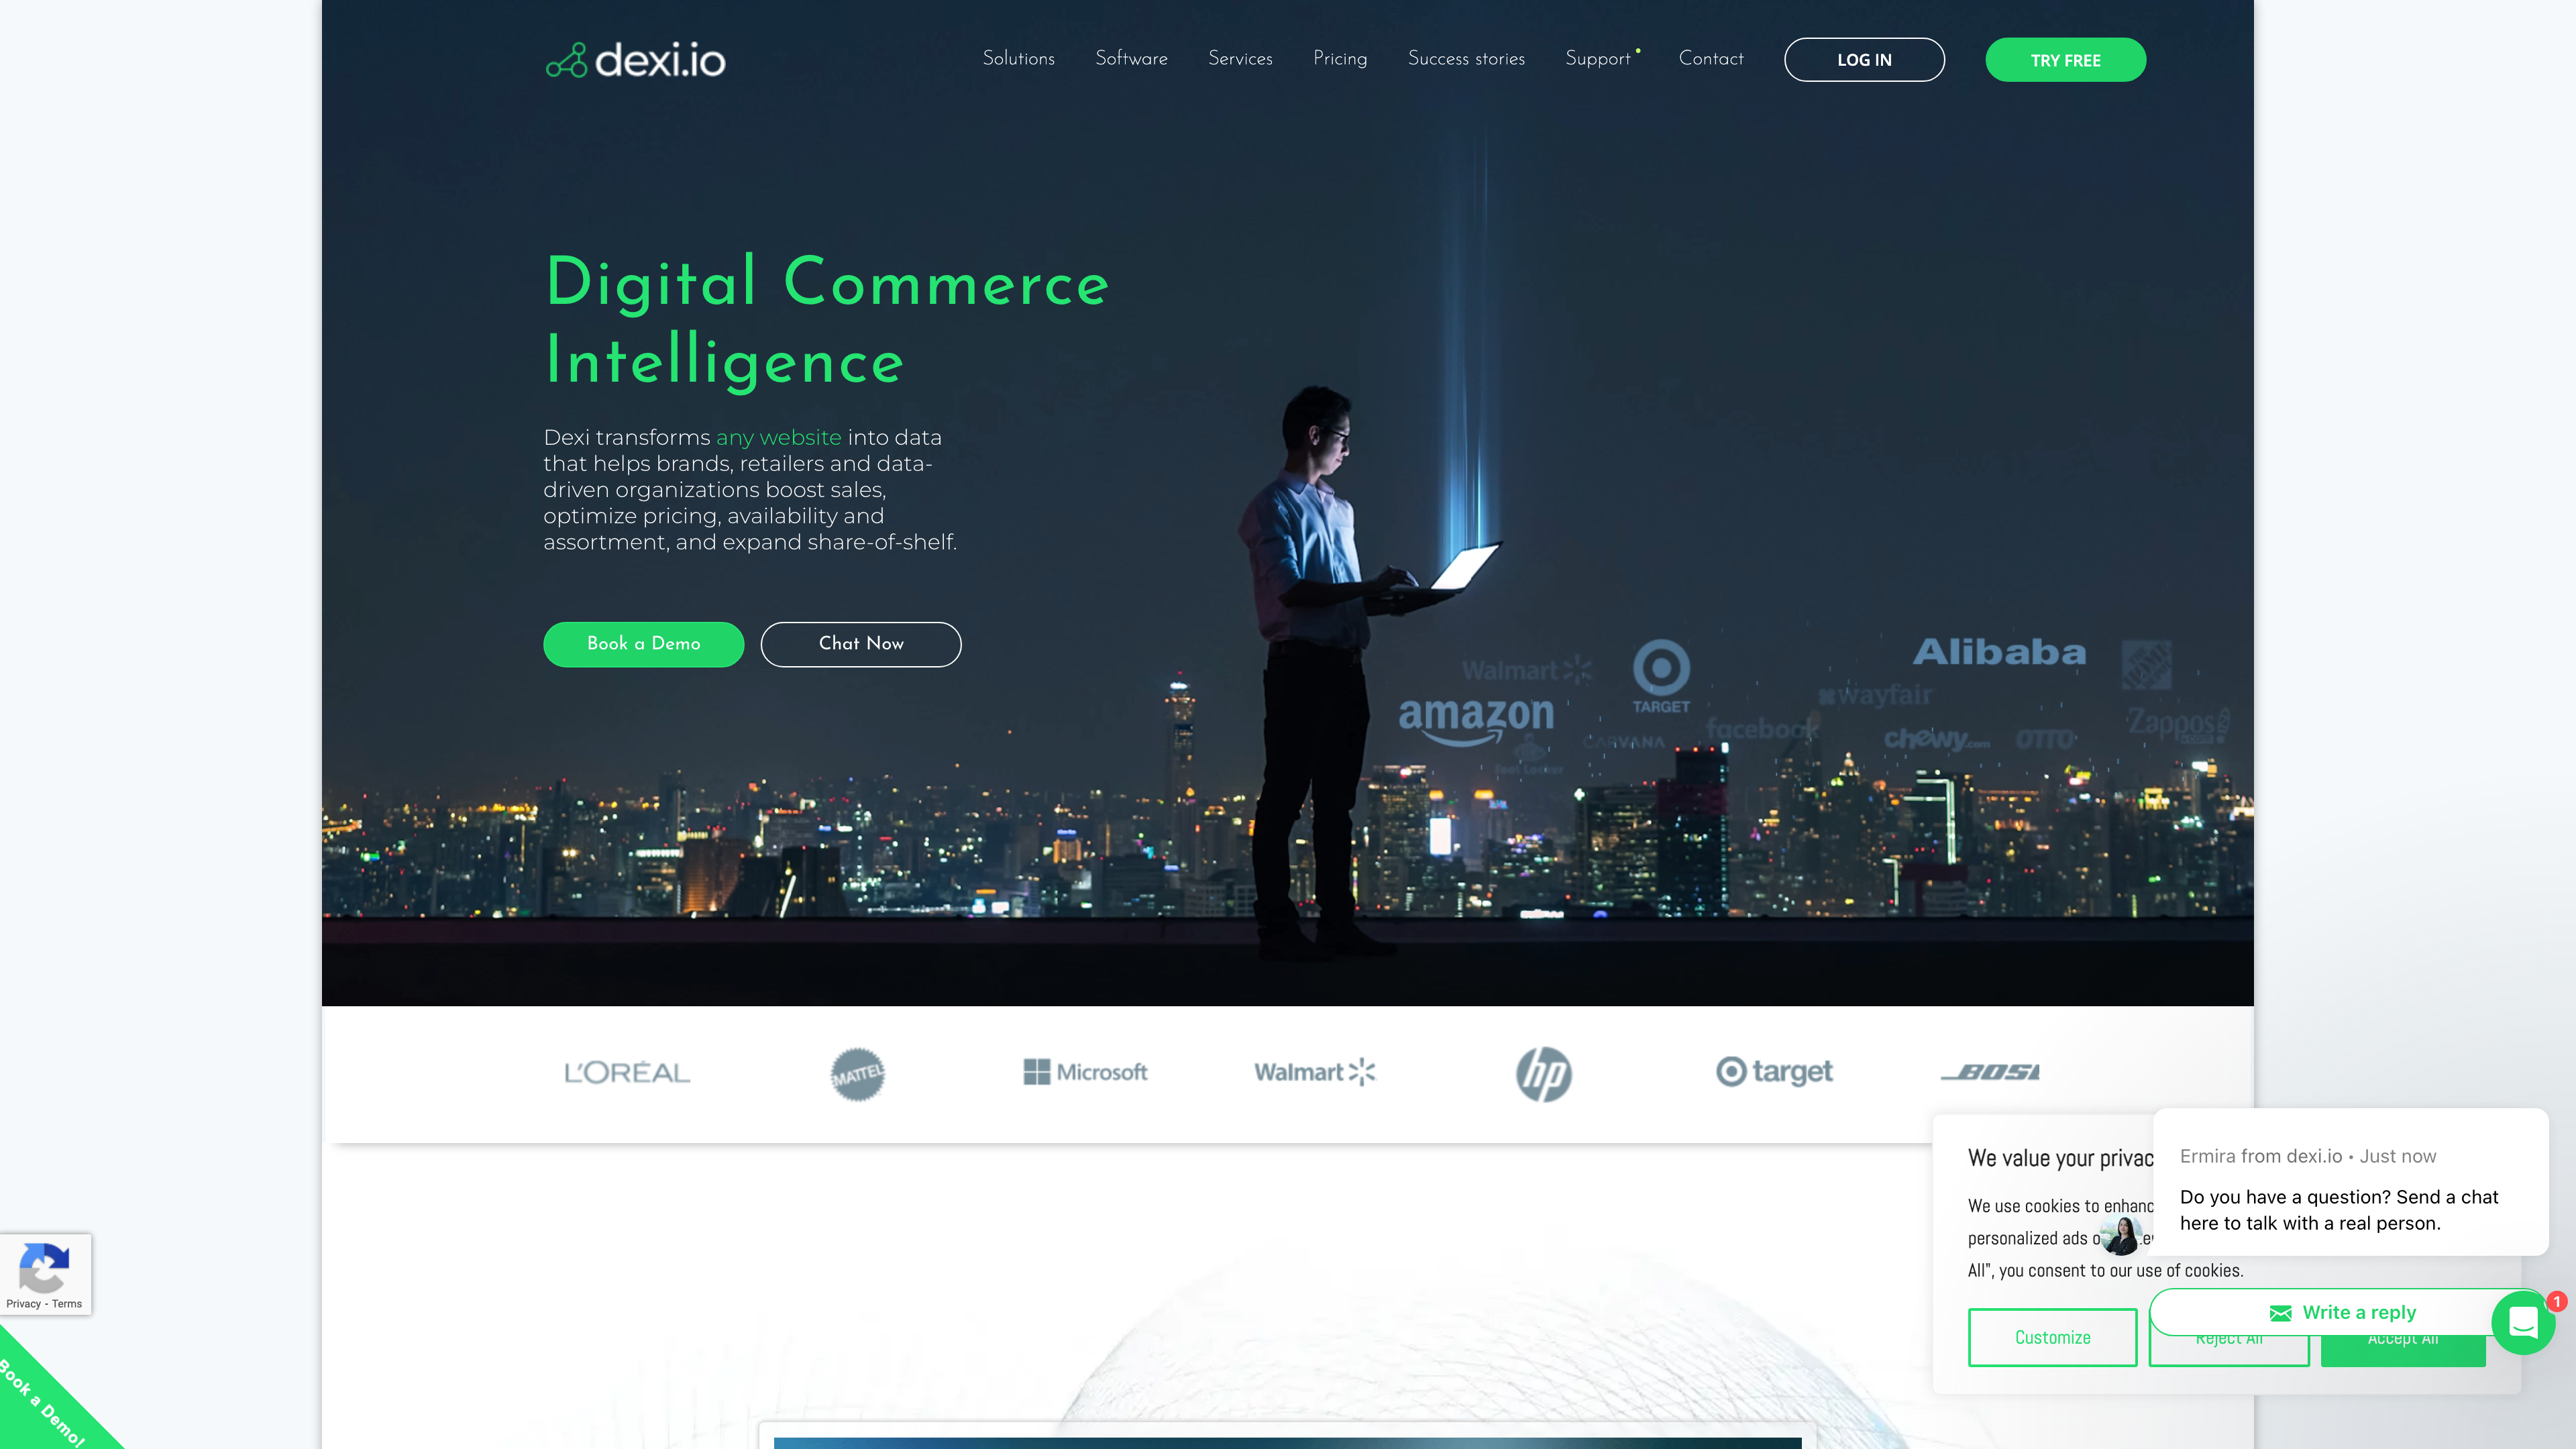 dexi.io
Solutions
Software
Services
Pricing
Success stories
Support
Contact
LOG IN
TRY FREE
Digital Commerce
Intelligence
Dexi transforms any website into data
that helps brands, retailers and data-
driven organizations boost sales,
optimize pricing, availability and
assortment, and expand share-of-shelf.
Book a Demo
Chat Now
Walmart
TARGET
amazon
Alibaba
wayfair
facebook
CARVANA
Foot Locker
chewy.com
OTTO
Zappos
L'ORÉAL
MATTEL
Microsoft
Walmart
hp
target
We value your privac
We use cookies to enhanc
personalized ads o
All", you consent to our use of cookies.
Customize
Reject All
Accept All
Ermira from dexi.io • Just now
Do you have a question? Send a chat
here to talk with a real person.
Write a reply
1
Privacy - Terms
Book a Demo!